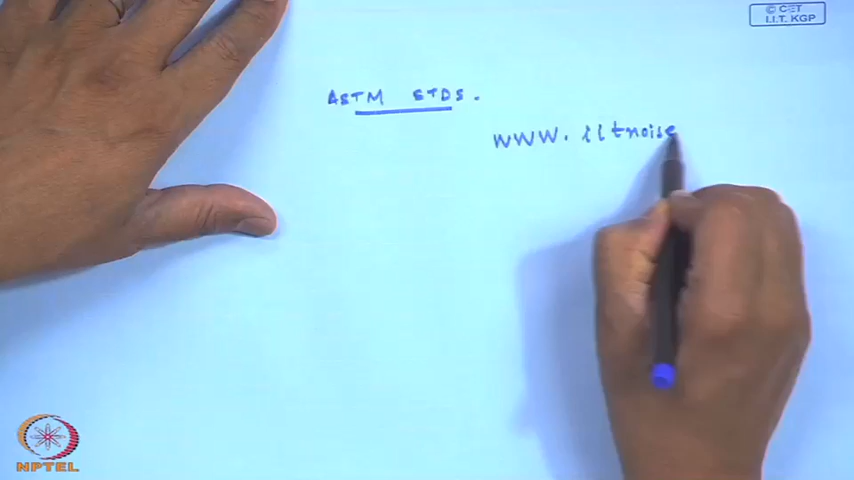 © CET
I.I.T. KGP
ASTM STDS.
www.iitnoise
NPTEL